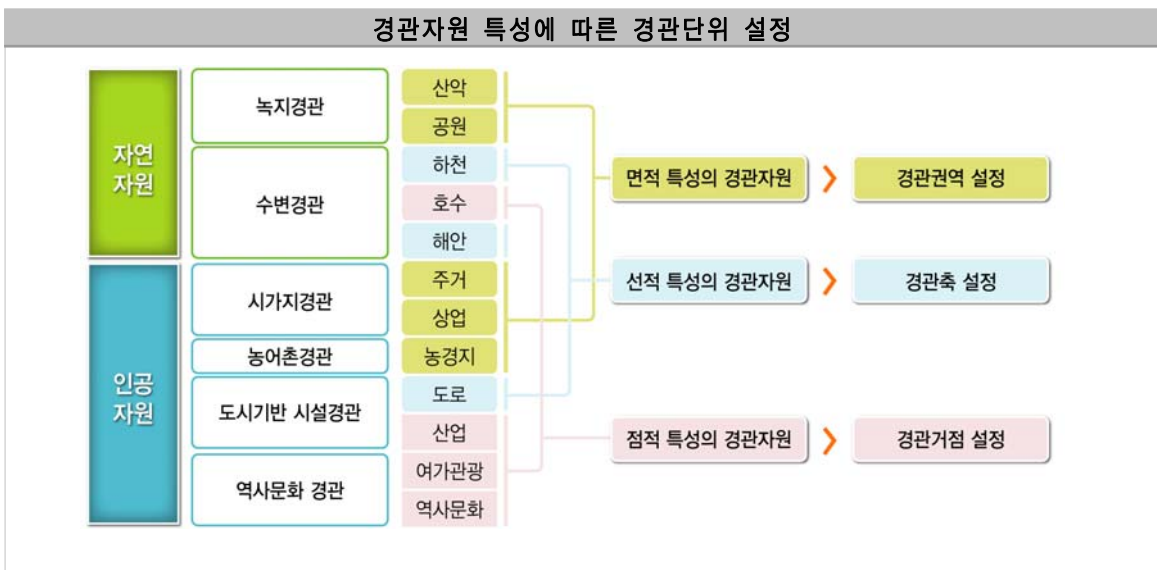 경관자원 특성에 따른 경관단위 설정
자연
자원
녹지경관
산악
공원
수변경관
하천
호수
해안
인공
자원
시가지경관
주거
상업
농어촌경관
농경지
도시기반 시설경관
도로
산업
역사문화 경관
여가관광
역사문화
면적 특성의 경관자원
경관권역 설정
선적 특성의 경관자원
경관축 설정
점적 특성의 경관자원
경관거점 설정